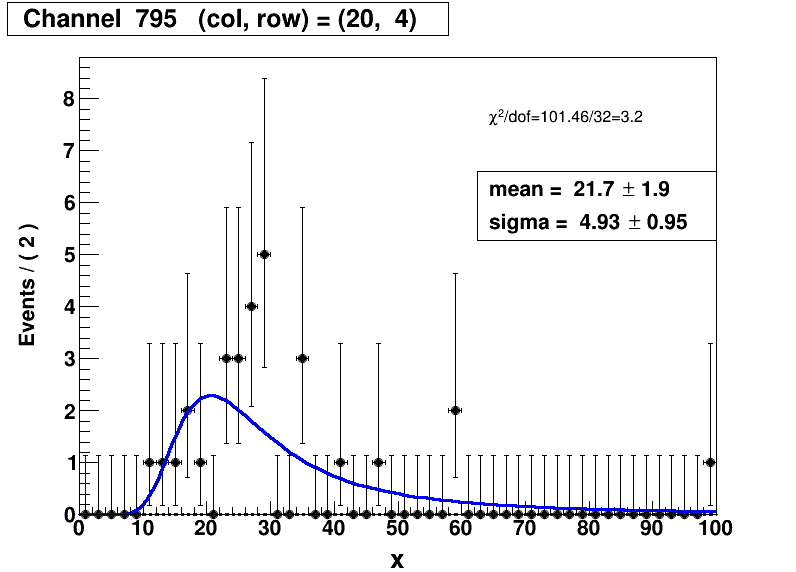 Channel 795 (col, row) = (20, 4)
χ²/dof=101.46/32=3.2
mean = 21.7 ± 1.9
sigma = 4.93 ± 0.95
Events / ( 2 )
8
7
6
5
4
3
2
1
0
0 10 20 30 40 50 60 70 80 90 100
x